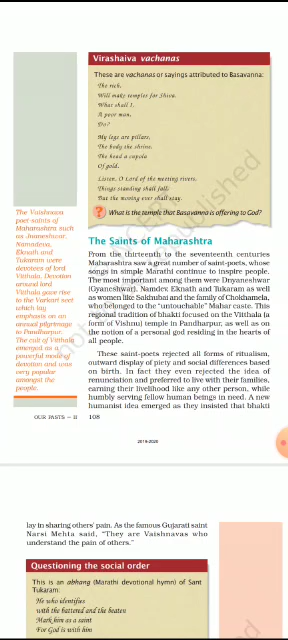 Virashaiva vachanas
These are vachanas or sayings attributed to Basavanna:
The rich,
Will make temples for Shiva.
What shall I,
A poor man,
Do?
My legs are pillars,
The body the shrine,
The head a cupola
Of gold.
Listen, O Lord of the meeting rivers,
Things standing shall fall,
But the moving ever shall stay.
? What is the temple that Basavanna is offering to God?
The Vaishnava
poet-saints of
Maharashtra such
as Jnaneshwar,
Namadeva,
Eknath and
Tukaram were
devotees of lord
Vitthala. Devotion
around lord
Vitthala gave rise
to the Varkari sect
which lay
emphasis on an
annual pilgrimage
to Pandharpur.
The cult of Vitthala
emerged as a
powerful mode of
devotion and was
very popular
amongst the
people.
The Saints of Maharashtra
From the thirteenth to the seventeenth centuries
Maharashtra saw a great number of saint-poets, whose
songs in simple Marathi continue to inspire people.
The most important among them were Dnyaneshwar
(Gyaneshwar), Namdev, Eknath and Tukaram as well
as women like Sakhubai and the family of Chokhamela,
who belonged to the "untouchable" Mahar caste. This
regional tradition of bhakti focused on the Vitthala (a
form of Vishnu) temple in Pandharpur, as well as on
the notion of a personal god residing in the hearts of
all people.
These saint-poets rejected all forms of ritualism,
outward display of piety and social differences based
on birth. In fact they even rejected the idea of
renunciation and preferred to live with their families,
earning their livelihood like any other person, while
humbly serving fellow human beings in need. A new
humanist idea emerged as they insisted that bhakti
OUR PASTS – II 108
2019-2020
lay in sharing others' pain. As the famous Gujarati saint
Narsi Mehta said, "They are Vaishnavas who
understand the pain of others."
Questioning the social order
This is an abhang (Marathi devotional hymn) of Sant
Tukaram:
He who identifies
with the battered and the beaten
Mark him as a saint
For God is with him